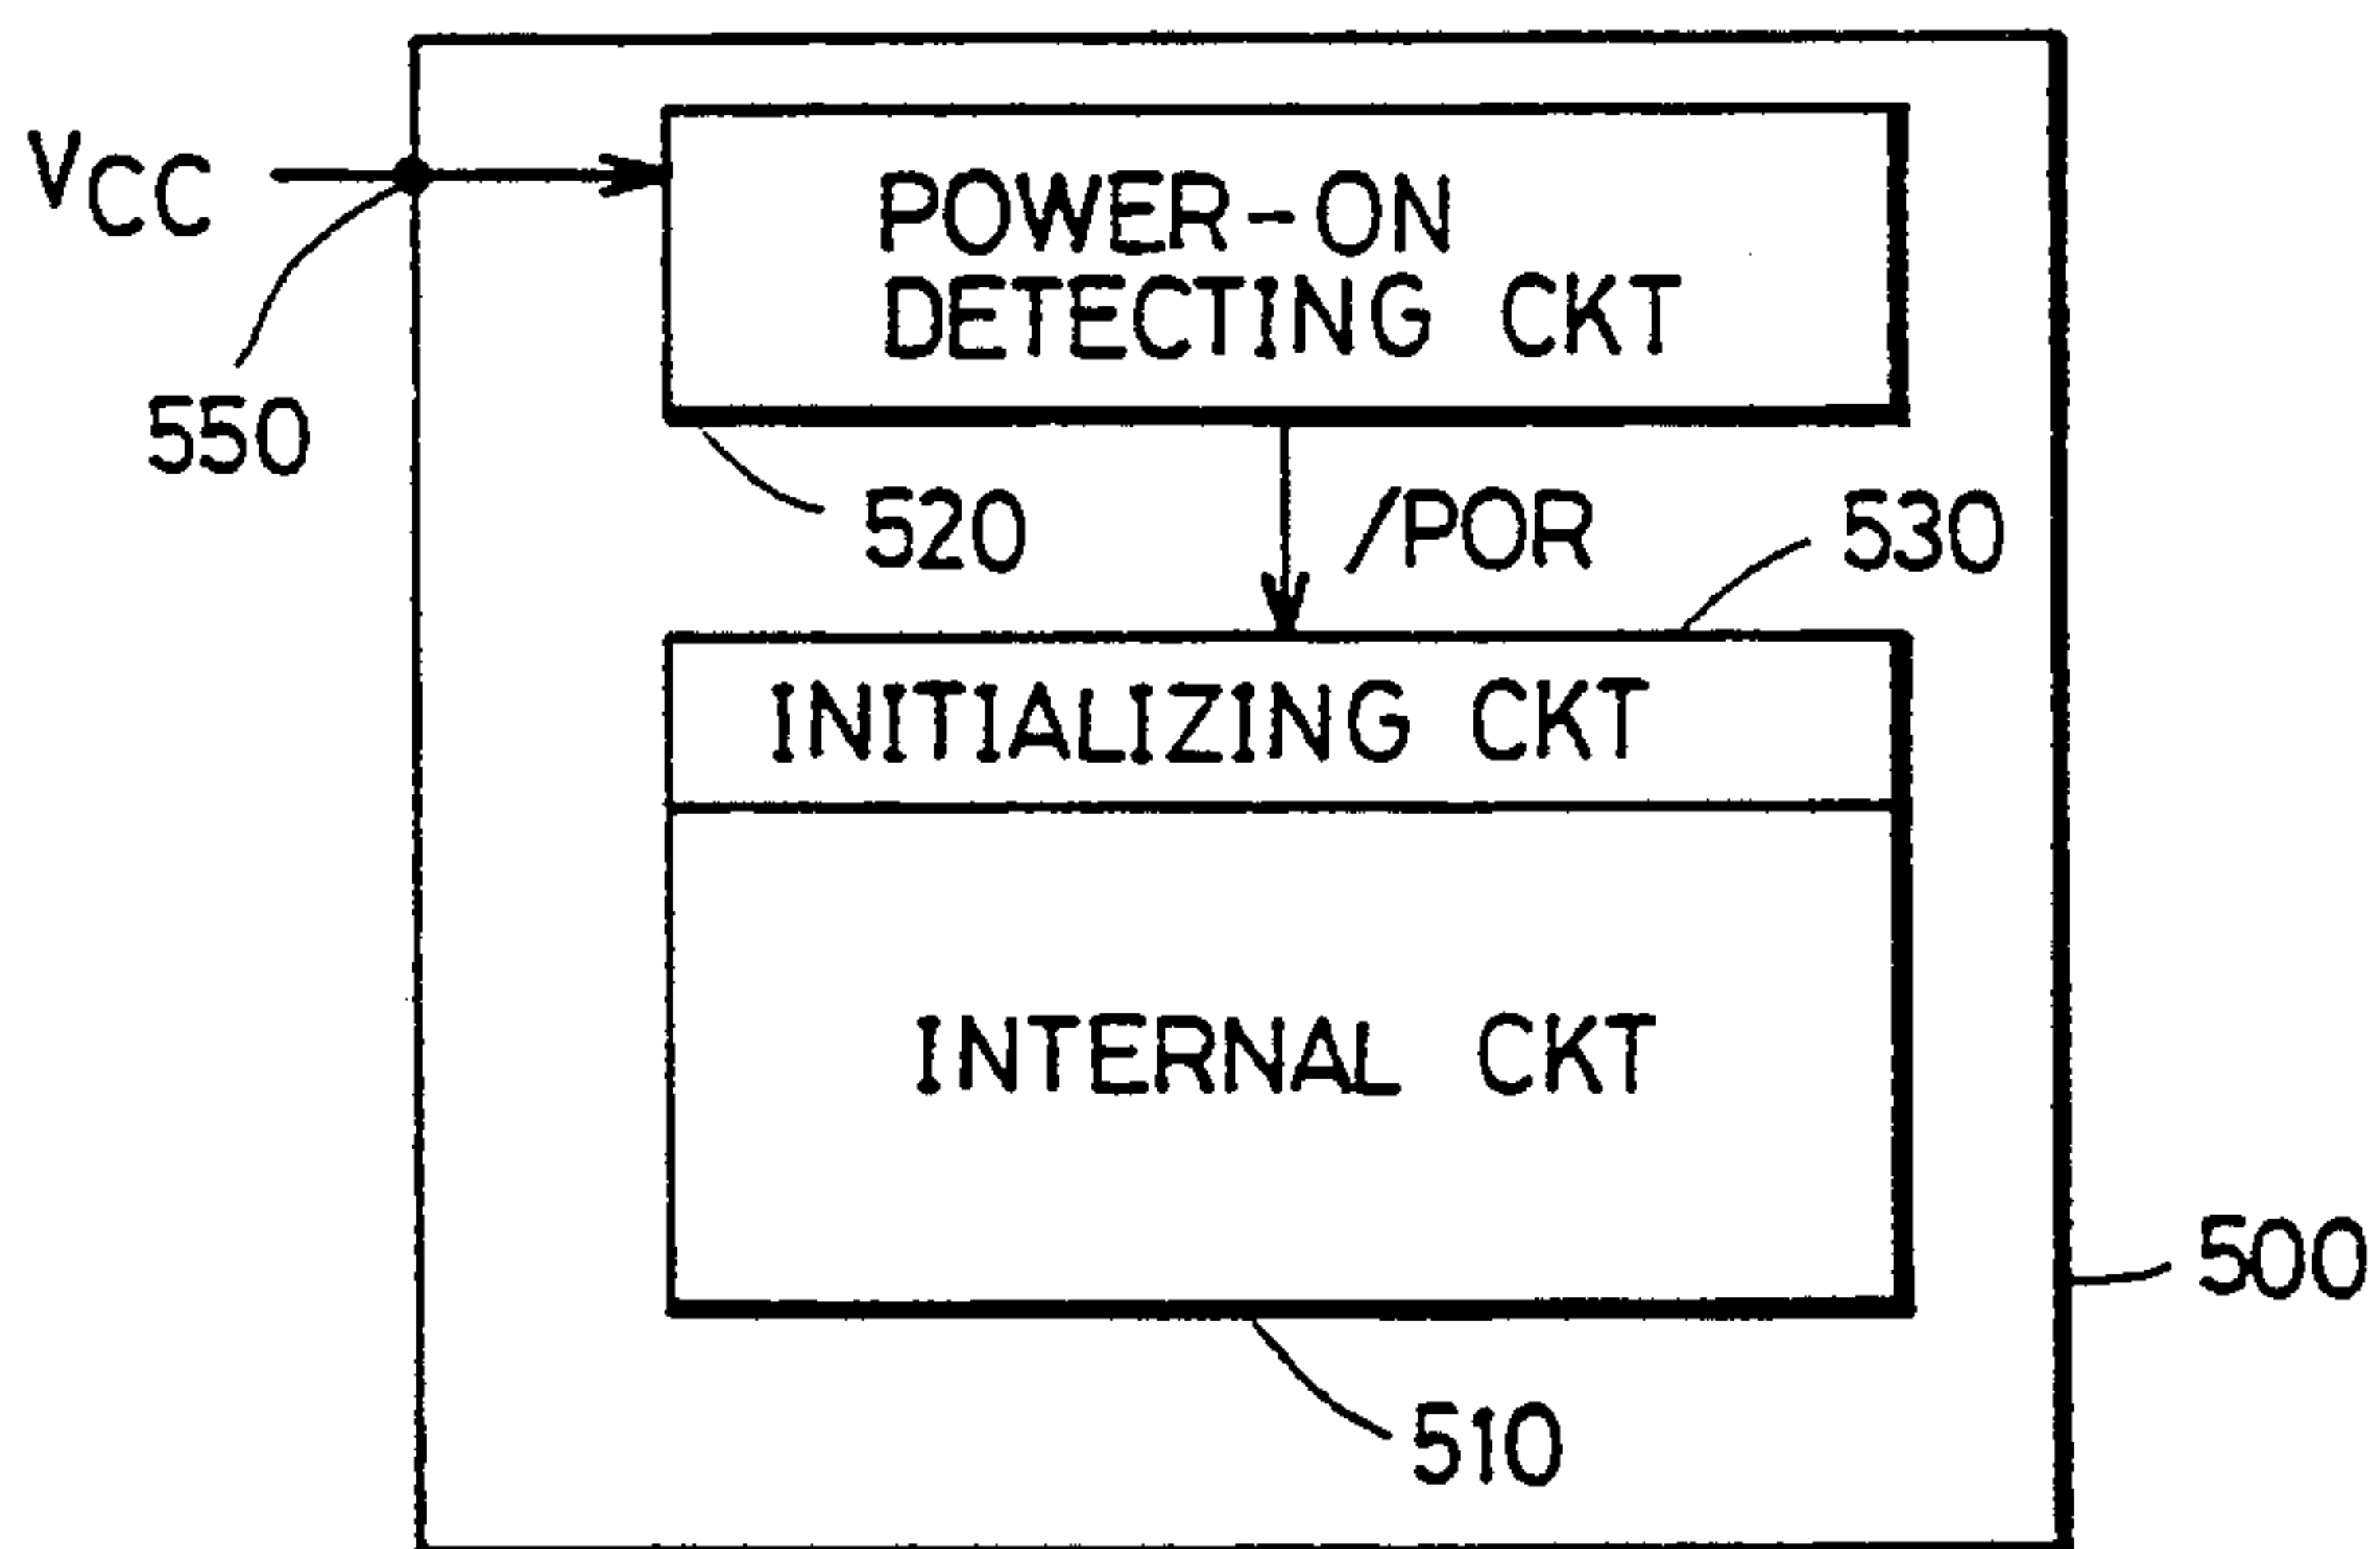 VCC
POWER-ON
DETECTING CKT
550
520
/POR
530
INITIALIZING CKT
INTERNAL CKT
500
510